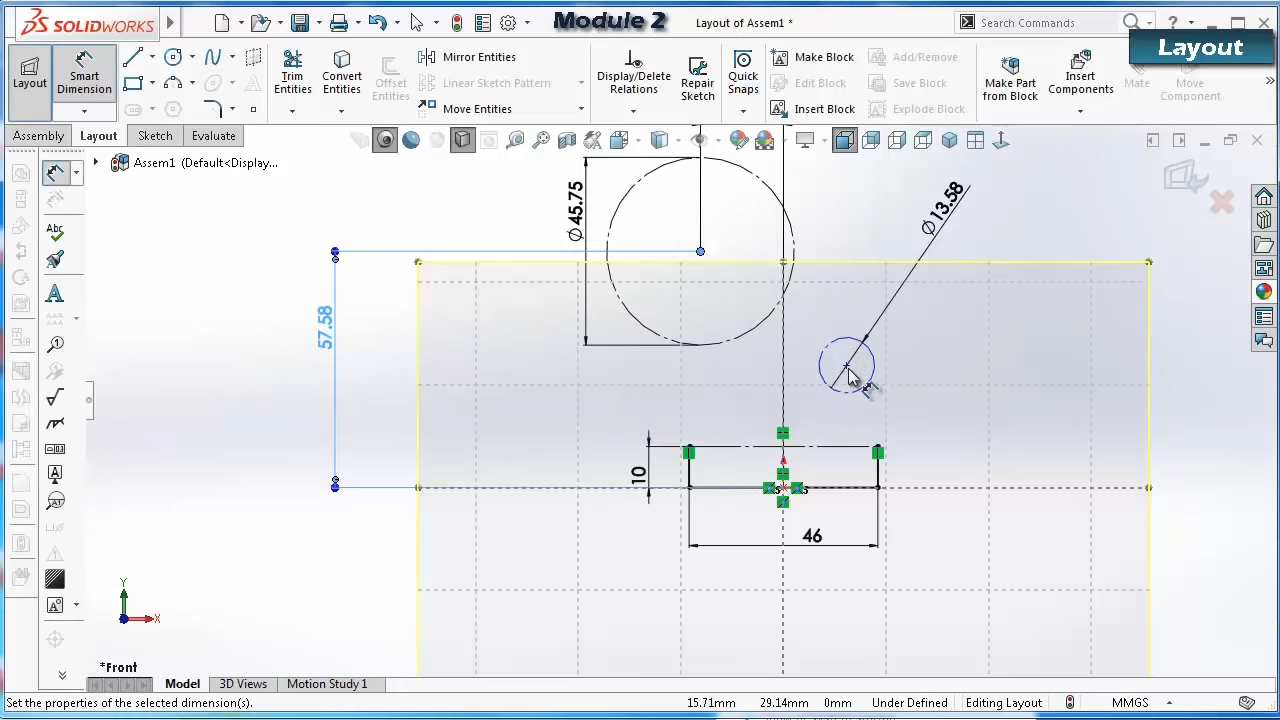 SOLIDWORKS
Module 2
Layout of Assem1 *
Search Commands
?
Layout
Layout
Smart Dimension
Trim Entities
Convert Entities
Offset Entities
Mirror Entities
Linear Sketch Pattern
Move Entities
Display/Delete Relations
Repair Sketch
Quick Snaps
Make Block
Edit Block
Insert Block
Add/Remove
Save Block
Explode Block
Make Part from Block
Insert Components
Mate
Move Component
Assembly
Layout
Sketch
Evaluate
Assem1 (Default<Display...
Abc
A
Ø45.75
Ø13.58
57.58
10
46
Y
X
*Front
Model
3D Views
Motion Study 1
Set the properties of the selected dimension(s).
15.71mm
29.14mm
0mm
Under Defined
Editing Layout
MMGS